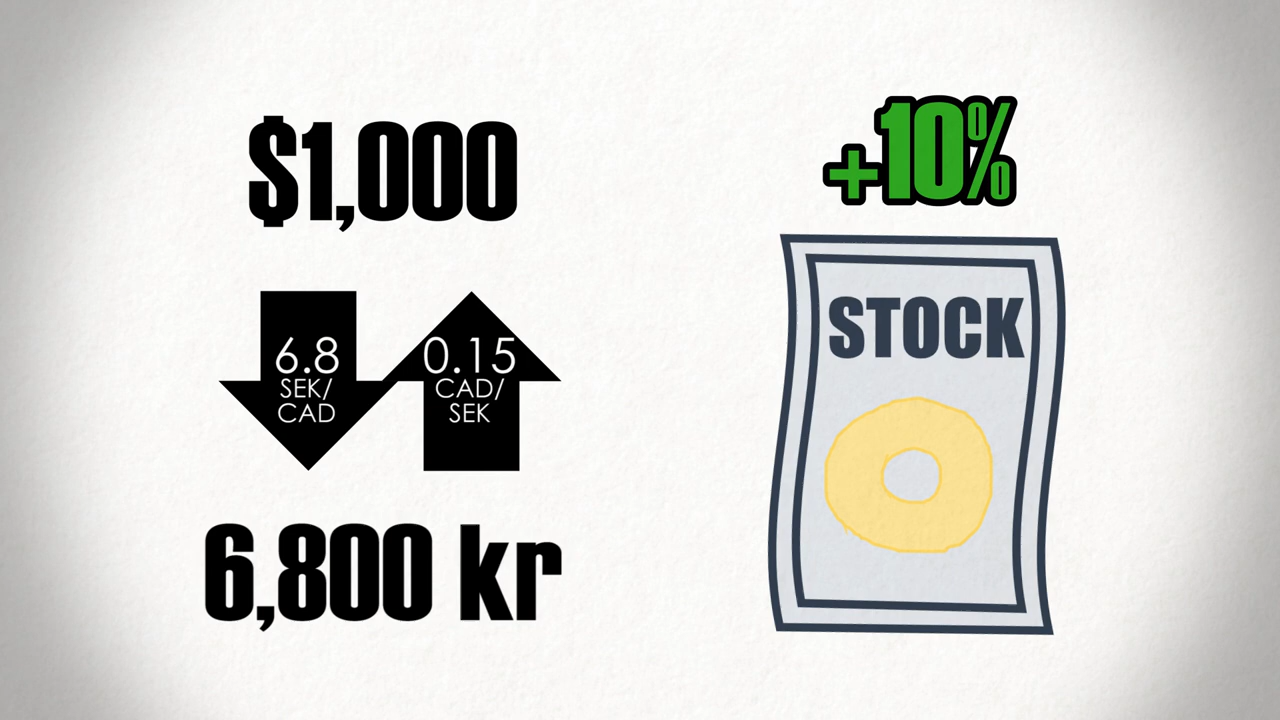 $1,000
6.8
SEK/
CAD
0.15
CAD/
SEK
6,800 kr
+10%
STOCK